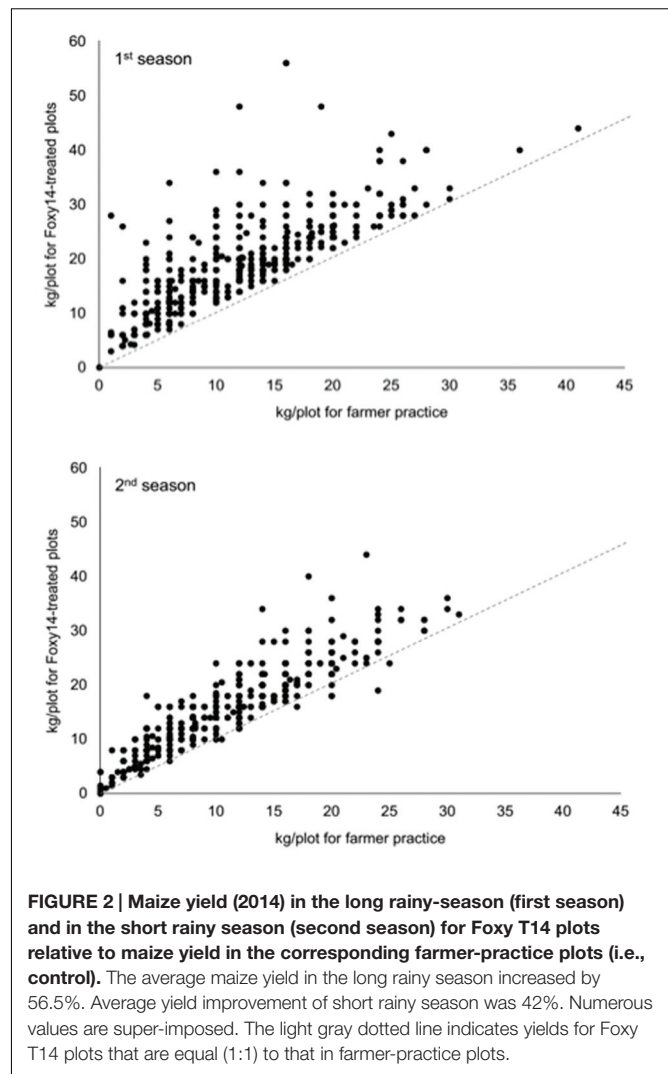 60
50
40
30
20
10
0
1st season
kg/plot for Foxy14-treated plots
0 5 10 15 20 25 30 35 40 45
kg/plot for farmer practice
60
50
40
30
20
10
0
2nd season
kg/plot for Foxy14-treated plots
0 5 10 15 20 25 30 35 40 45
kg/plot for farmer practice
FIGURE 2 | Maize yield (2014) in the long rainy-season (first season)
and in the short rainy season (second season) for Foxy T14 plots
relative to maize yield in the corresponding farmer-practice plots (i.e.,
control). The average maize yield in the long rainy season increased by
56.5%. Average yield improvement of short rainy season was 42%. Numerous
values are super-imposed. The light gray dotted line indicates yields for Foxy
T14 plots that are equal (1:1) to that in farmer-practice plots.